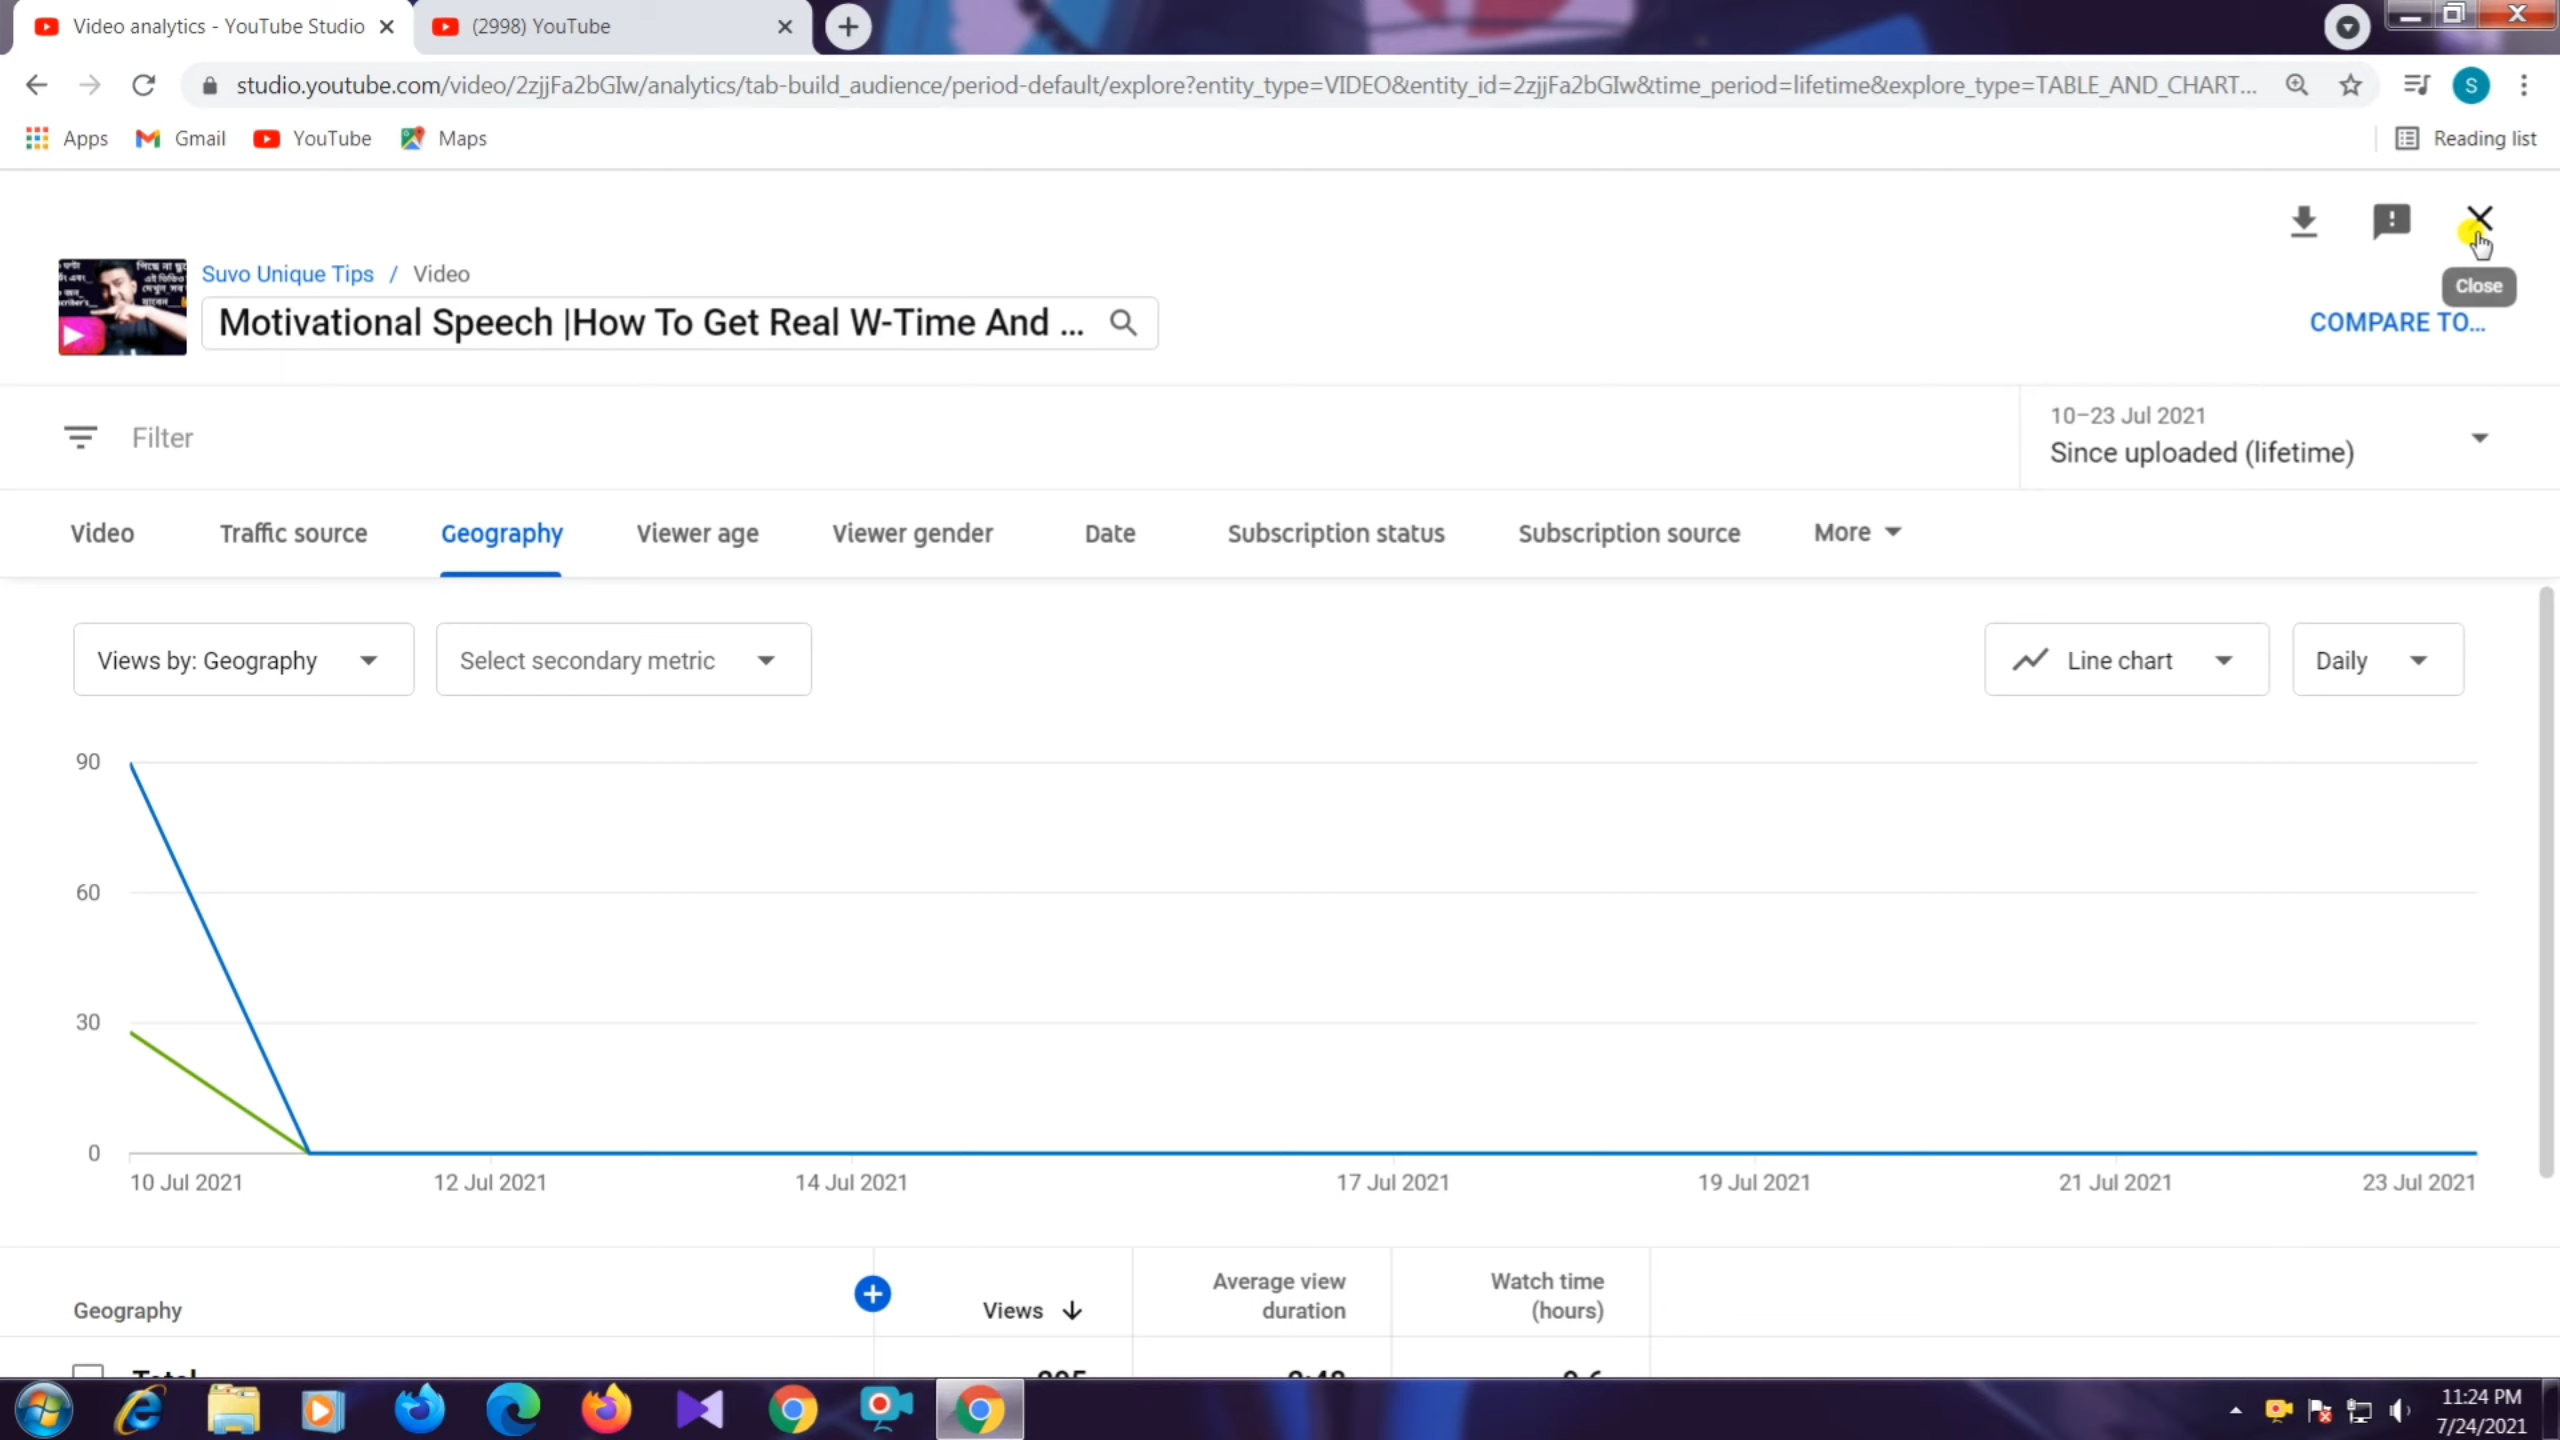 Video analytics - YouTube Studio
(2998) YouTube
studio.youtube.com/video/2zjjFa2bGIw/analytics/tab-build_audience/period-default/explore?entity_type=VIDEO&entity_id=2zjjFa2bGIw&time_period=lifetime&explore_type=TABLE_AND_CHART...
S
Apps
Gmail
YouTube
Maps
Reading list
Close
Suvo Unique Tips / Video
Motivational Speech |How To Get Real W-Time And ...
COMPARE TO...
Filter
10–23 Jul 2021
Since uploaded (lifetime)
Video
Traffic source
Geography
Viewer age
Viewer gender
Date
Subscription status
Subscription source
More
Views by: Geography
Select secondary metric
Line chart
Daily
90
60
30
0
10 Jul 2021
12 Jul 2021
14 Jul 2021
17 Jul 2021
19 Jul 2021
21 Jul 2021
23 Jul 2021
Geography
Views
Average view
duration
Watch time
(hours)
Total
11:24 PM
7/24/2021